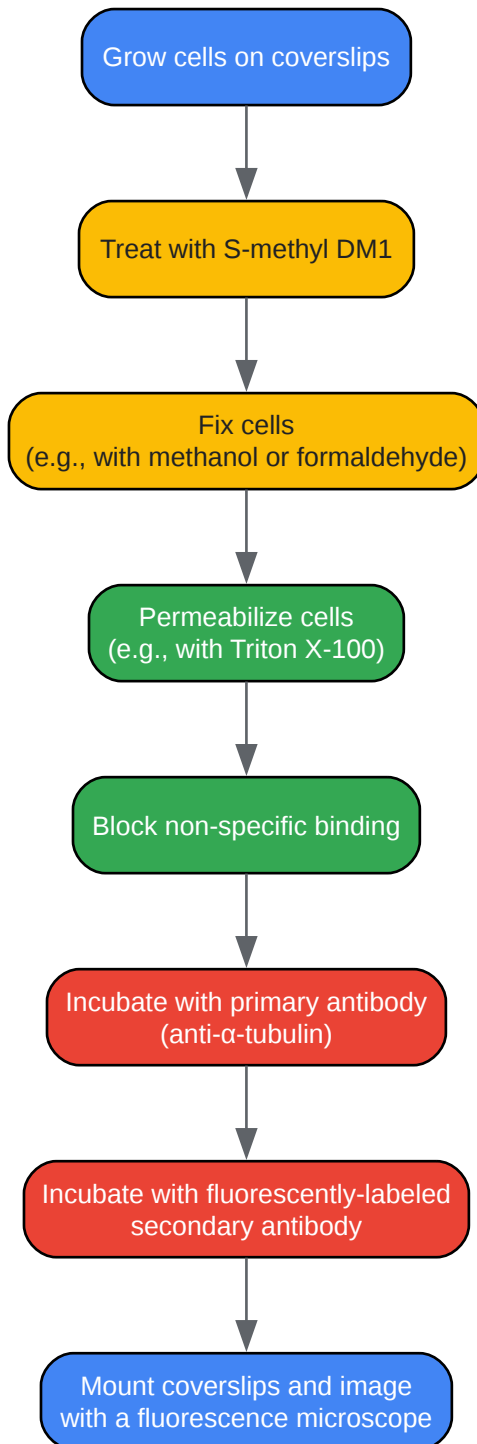 Grow cells on coverslips
Treat with S-methyl DM1
Fix cells
(e.g., with methanol or formaldehyde)
Permeabilize cells
(e.g., with Triton X-100)
Block non-specific binding
Incubate with primary antibody
(anti-α-tubulin)
Incubate with fluorescently-labeled
secondary antibody
Mount coverslips and image
with a fluorescence microscope